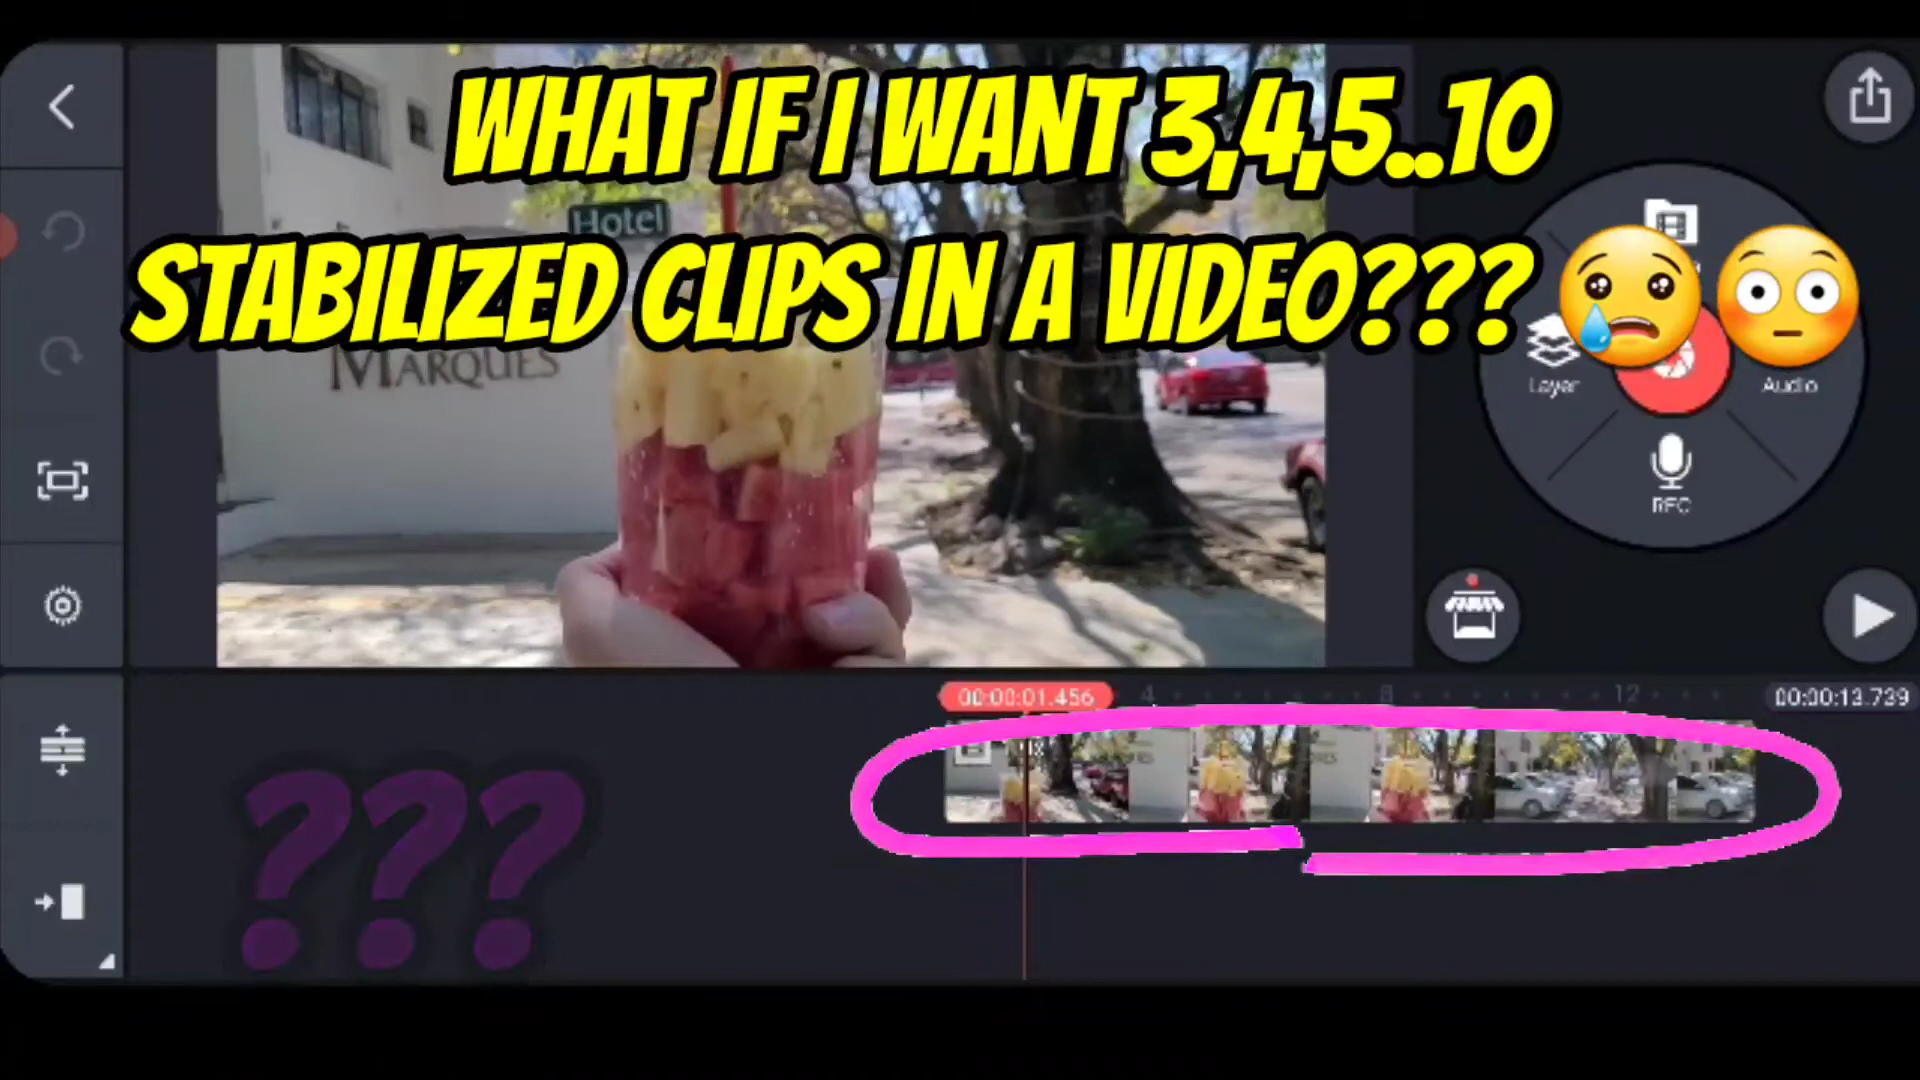 WHAT IF I WANT 3,4,5..10
Hotel
STABILIZED CLIPS IN A VIDEO???
MARQUES
Layer
Audio
REC
00:00:01.456
4
8
12
00:00:13.739
???